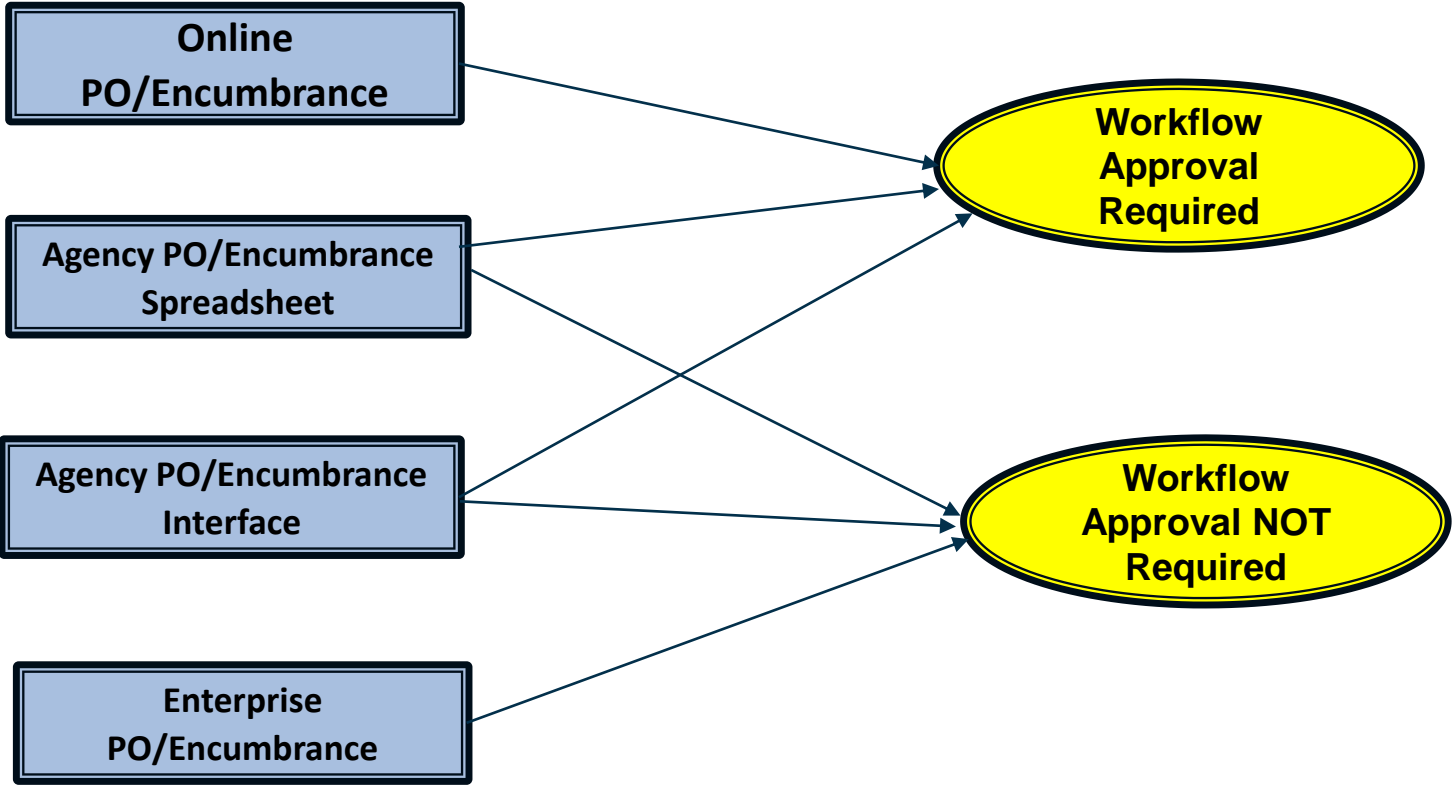 Online
PO/Encumbrance
Workflow
Approval
Required
Agency PO/Encumbrance
Spreadsheet
Agency PO/Encumbrance
Interface
Workflow
Approval NOT
Required
Enterprise
PO/Encumbrance